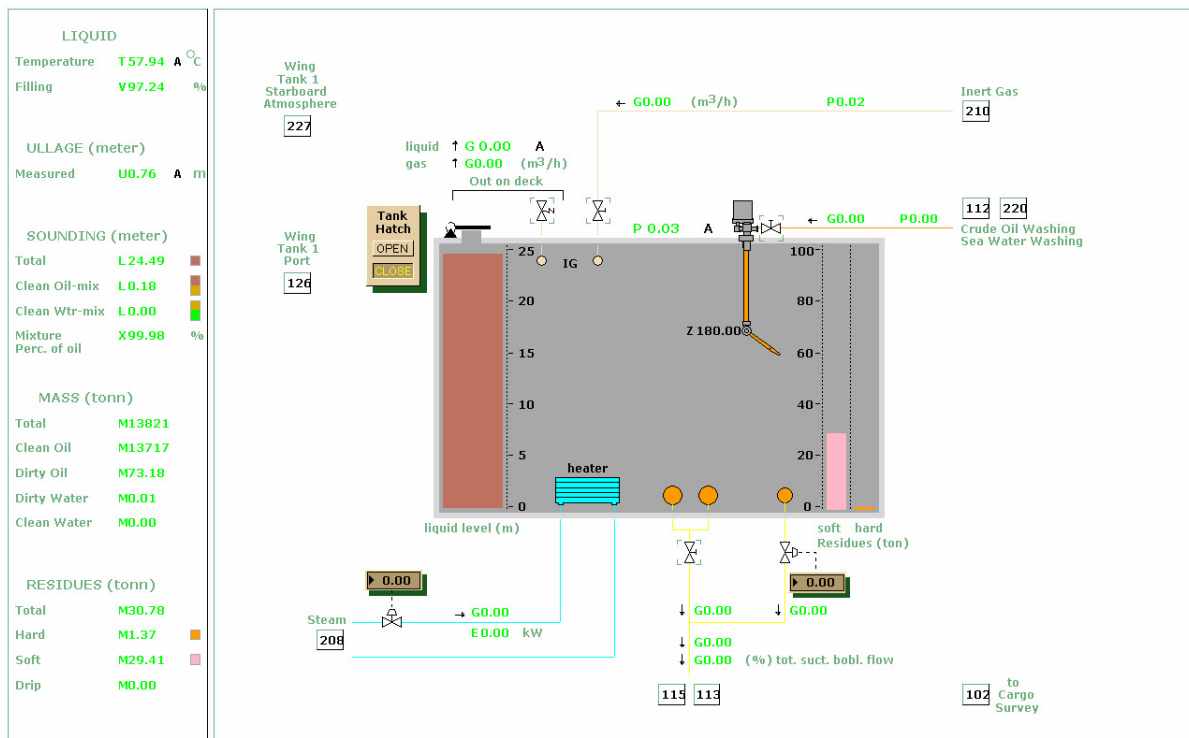 LIQUID
Temperature T57.94 A °C
Filling V97.24 %
ULLAGE (meter)
Measured U0.76 A m
SOUNDING (meter)
Total L24.49
Clean Oil-mix L0.18
Clean Wtr-mix L0.00
Mixture X99.98 %
Perc. of oil
MASS (tonn)
Total M13821
Clean Oil M13717
Dirty Oil M73.18
Dirty Water M0.01
Clean Water M0.00
RESIDUES (tonn)
Total M30.78
Hard M1.37
Soft M29.41
Drip M0.00
Wing
Tank 1
Starboard
Atmosphere
227
Wing
Tank 1
Port
126
liquid G 0.00 A
gas G0.00 (m3/h)
Out on deck
G0.00 (m3/h) P0.02
Inert Gas
210
Tank
Hatch
OPEN
CLOSE
P 0.03 A
G0.00 P0.00
112 220
Crude Oil Washing
Sea Water Washing
IG
25
20
15
10
5
0
Z 180.00
100
80
60
40
20
0
heater
liquid level (m)
soft hard
Residues (ton)
0.00
0.00
Steam
208
G0.00
E0.00 kW
G0.00 G0.00
G0.00
G0.00 (%) tot. suct. bobl. flow
115 113
102
to
Cargo
Survey